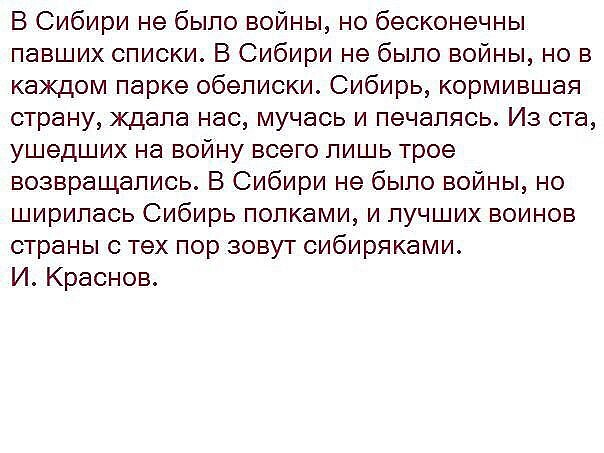 В Сибири не было войны, но бесконечны
павших списки. В Сибири не было войны, но в
каждом парке обелиски. Сибирь, кормившая
страну, ждала нас, мучась и печалясь. Из ста,
ушедших на войну всего лишь трое
возвращались. В Сибири не было войны, но
ширилась Сибирь полками, и лучших воинов
страны с тех пор зовут сибиряками.
И. Краснов.